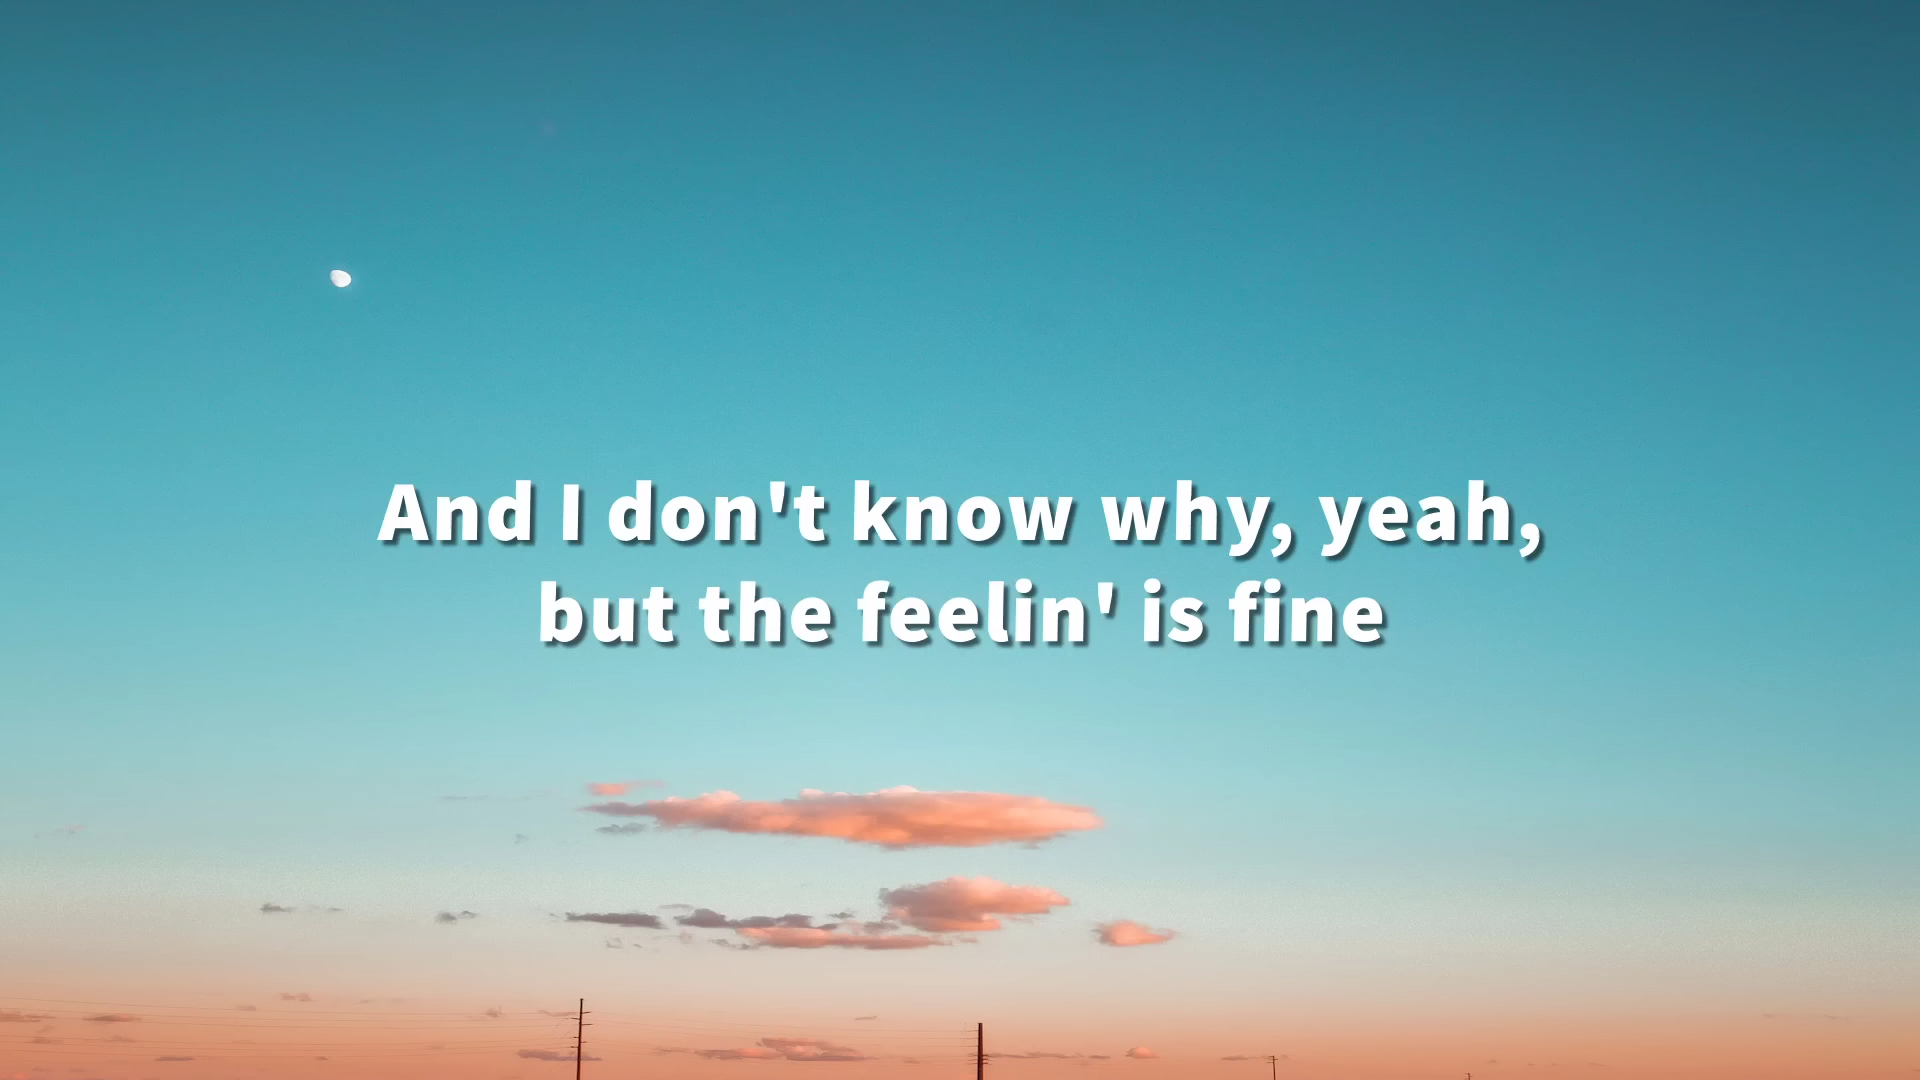 And I don't know why, yeah,
but the feelin' is fine